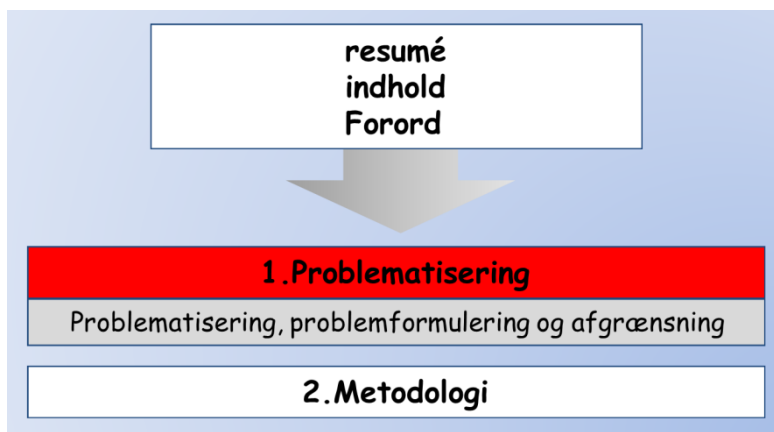 resumé
indhold
Forord
1.Problematisering
Problematisering, problemformulering og afgrænsning
2.Metodologi